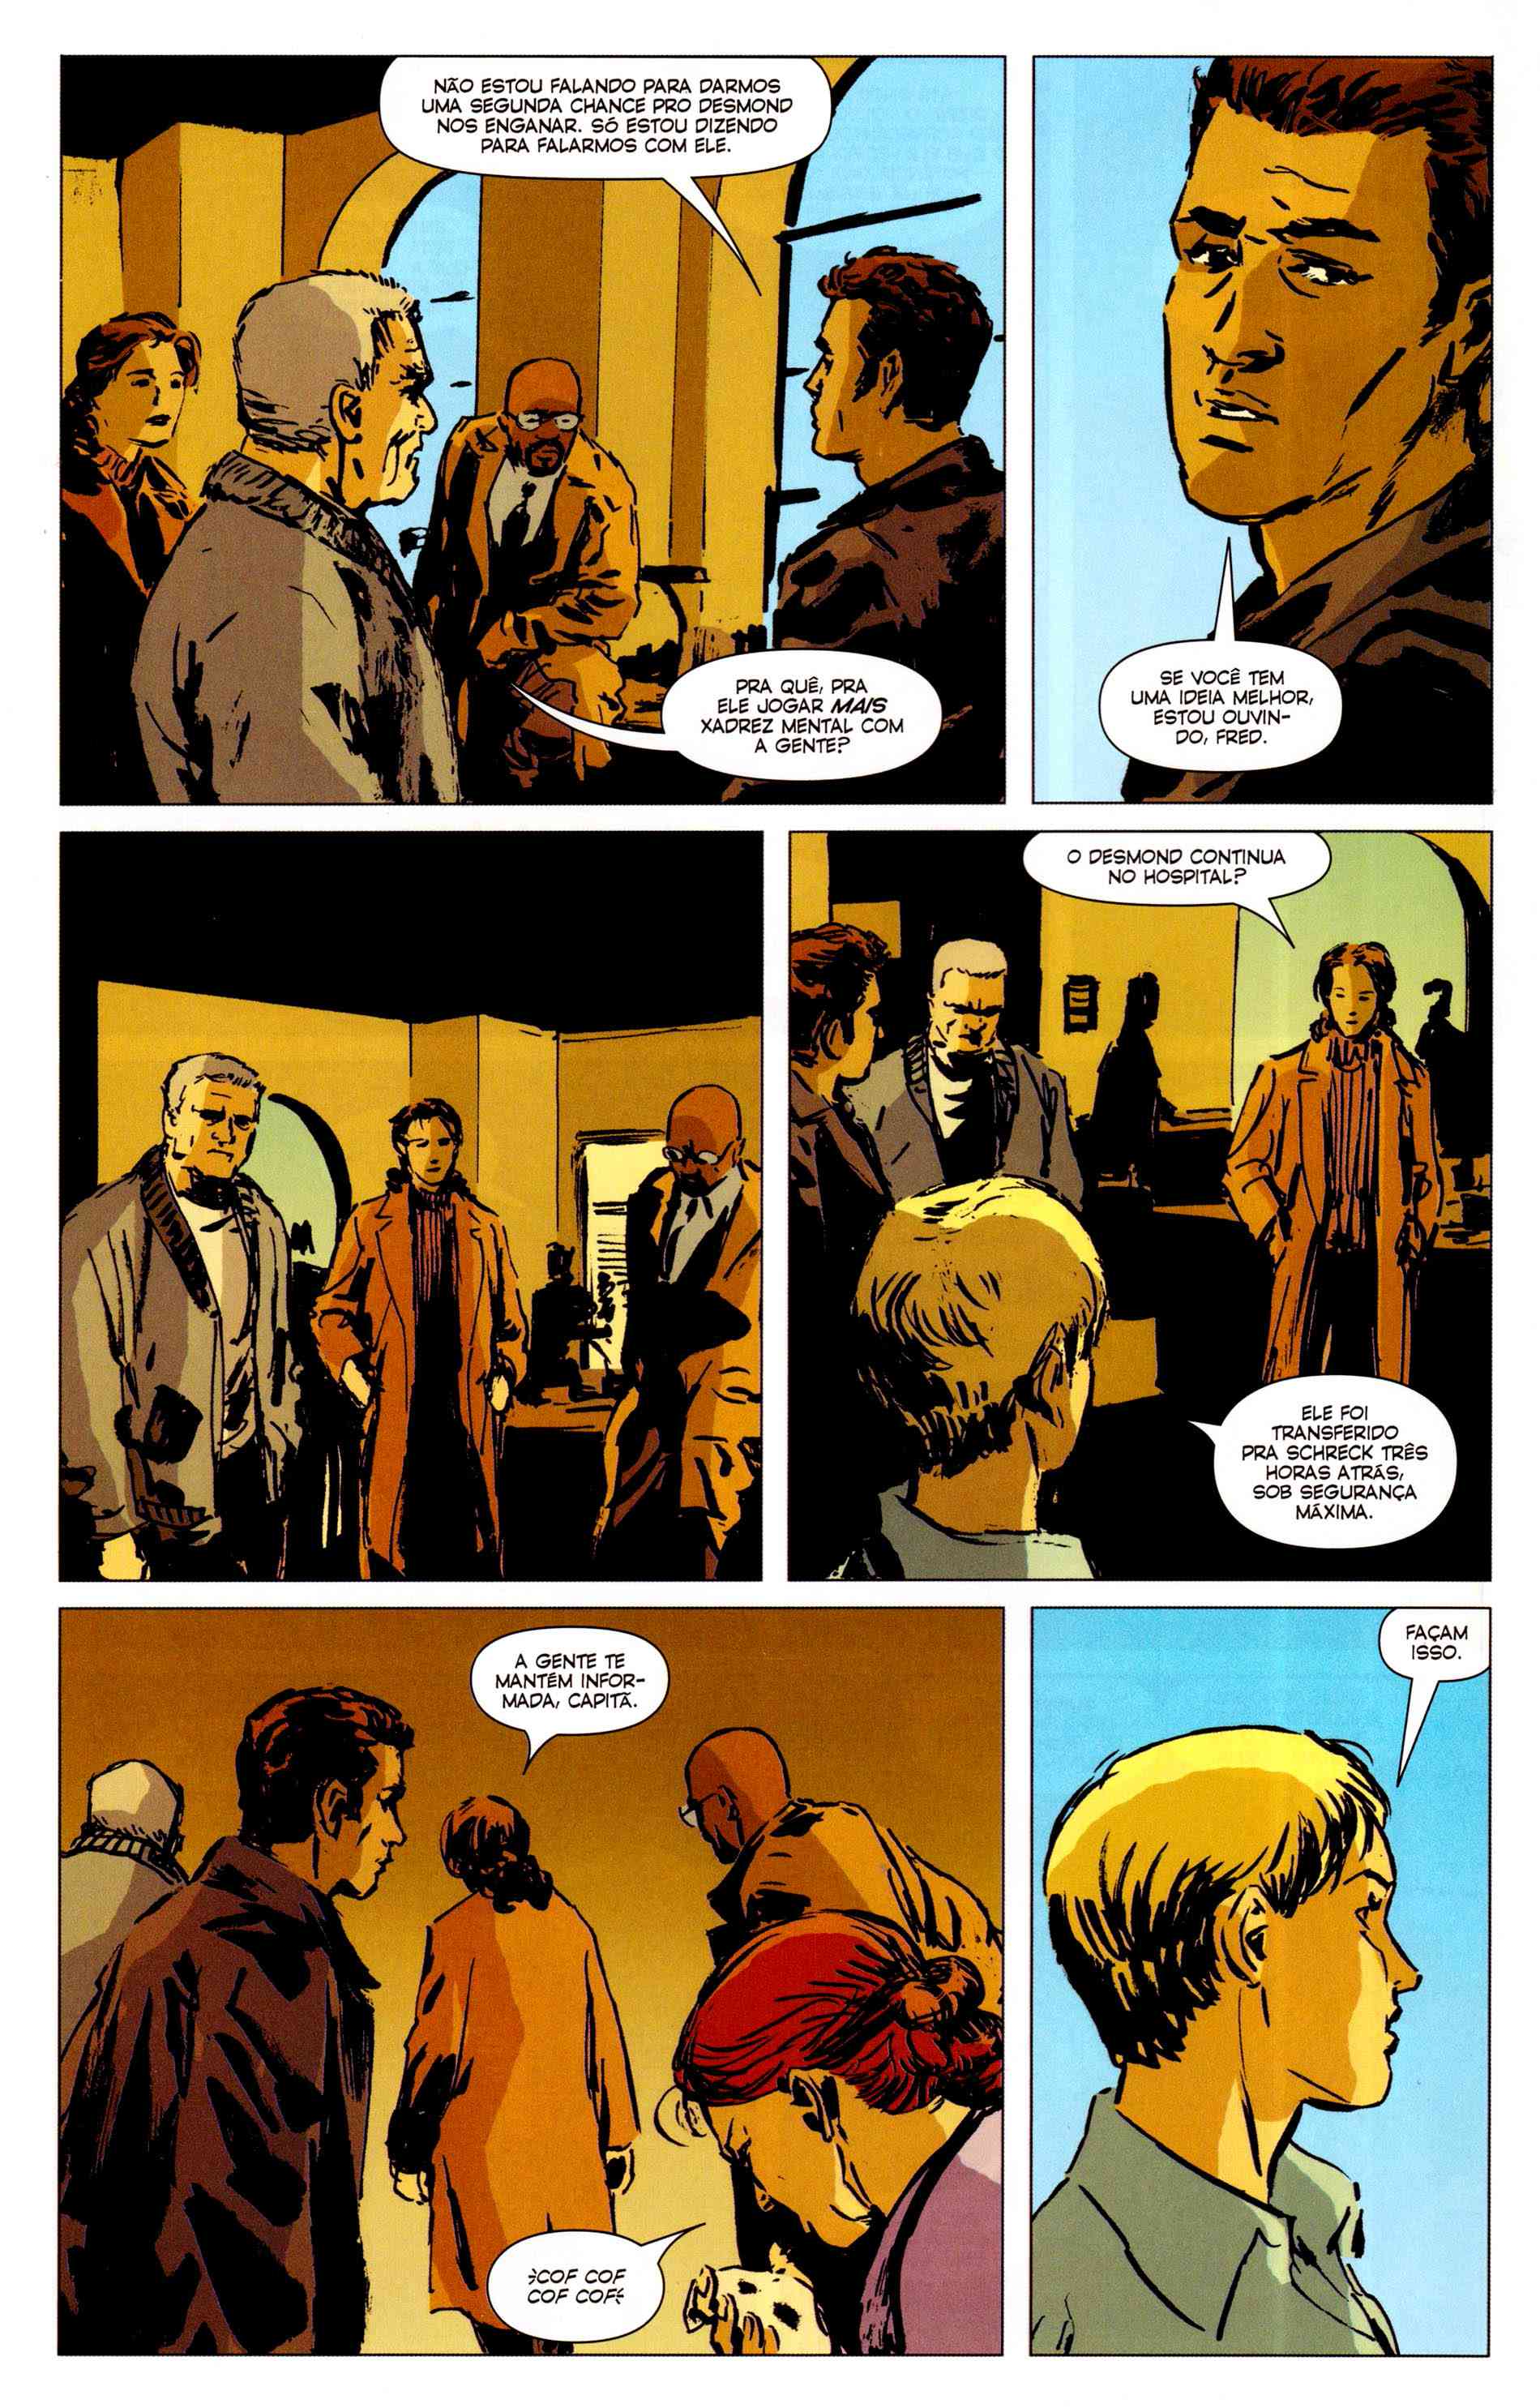 NÃO ESTOU FALANDO PARA DARMOS
UMA SEGUNDA CHANCE PRO DESMOND
NOS ENGANAR. SÓ ESTOU DIZENDO
PARA FALARMOS COM ELE.
PRA QUÊ, PRA
ELE JOGAR MAIS
XADREZ MENTAL COM
A GENTE?
SE VOCÊ TEM
UMA IDEIA MELHOR,
ESTOU OUVIN-
DO, FRED.
O DESMOND CONTINUA
NO HOSPITAL?
ELE FOI
TRANSFERIDO
PRA SCHRECK TRÊS
HORAS ATRÁS,
SOB SEGURANÇA
MÁXIMA.
A GENTE TE
MANTÉM INFOR-
MADA, CAPITÃ.
COF COF
COF COF
FAÇAM
ISSO.